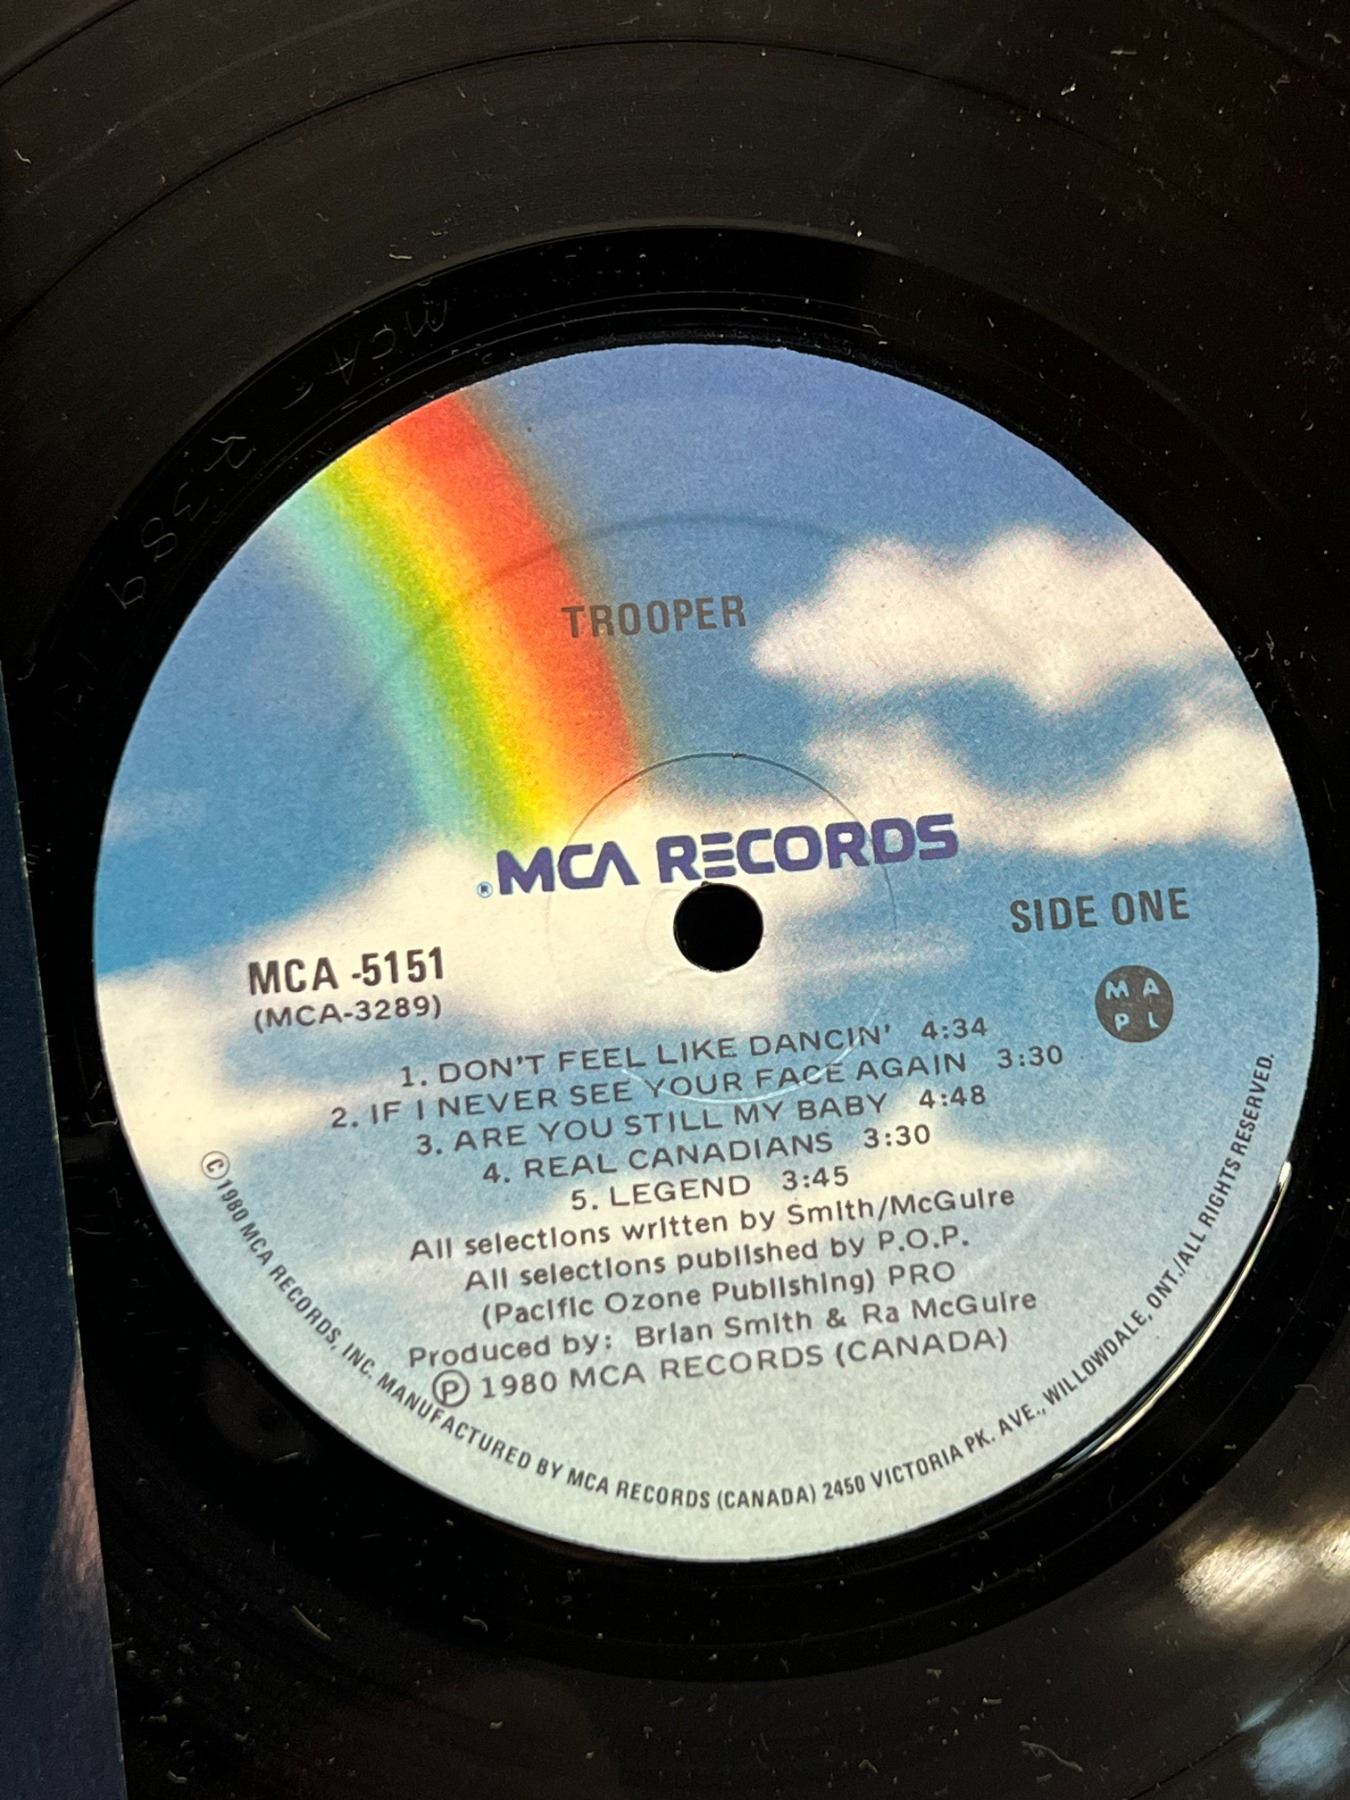 TROOPER
® MCA RECORDS
SIDE ONE
MCA -5151
(MCA-3289)
M A
P L
1. DON'T FEEL LIKE DANCIN' 4:34
2. IF I NEVER SEE YOUR FACE AGAIN 3:30
3. ARE YOU STILL MY BABY 4:48
4. REAL CANADIANS 3:30
5. LEGEND 3:45
All selections written by Smith/McGuire
All selections published by P.O.P.
(Pacific Ozone Publishing) PRO
Produced by: Brian Smith & Ra McGuire
Ⓟ 1980 MCA RECORDS (CANADA)
© 1980 MCA RECORDS, INC. MANUFACTURED BY MCA RECORDS (CANADA) 2450 VICTORIA PK. AVE., WILLOWDALE, ONT./ALL RIGHTS RESERVED.